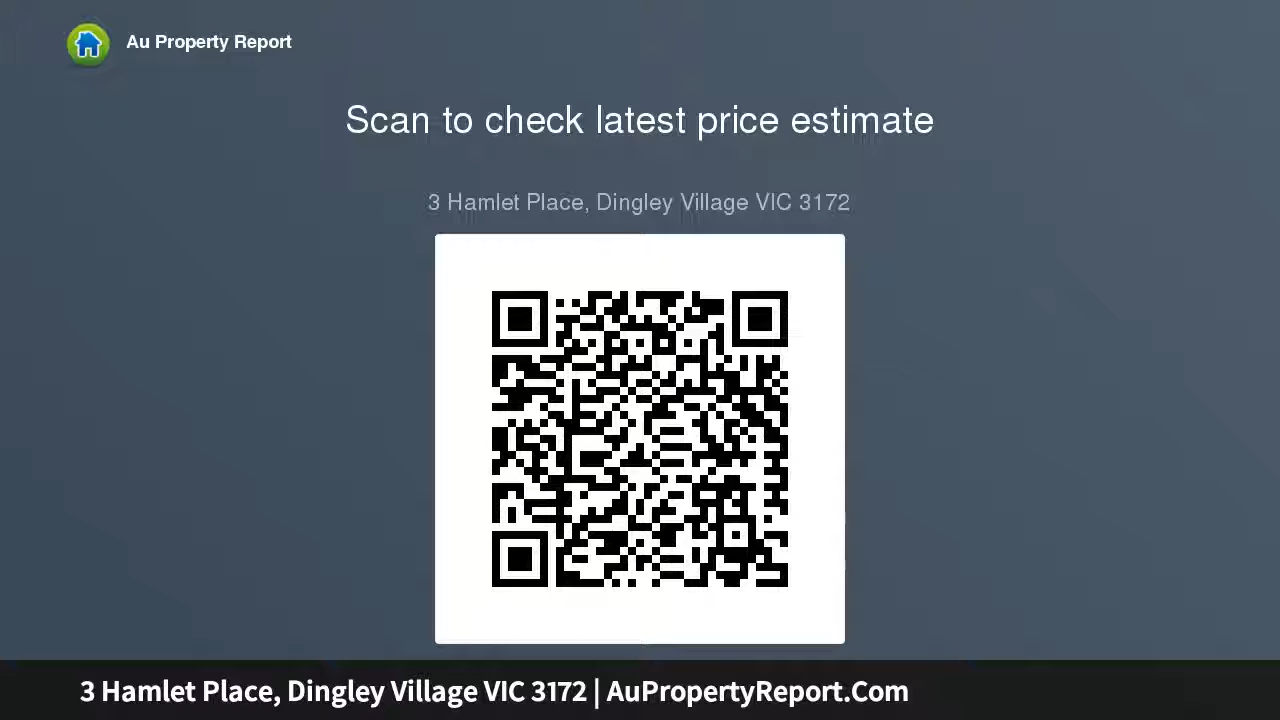 Au Property Report
Scan to check latest price estimate
3 Hamlet Place, Dingley Village VIC 3172
3 Hamlet Place, Dingley Village VIC 3172 | AuPropertyReport.Com